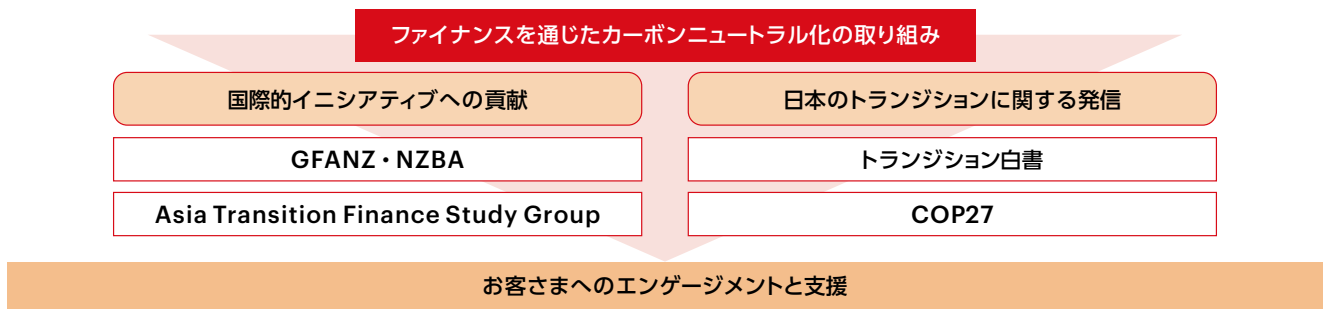 ファイナンスを通じたカーボンニュートラル化の取り組み
国際的イニシアティブへの貢献
GFANZ・NZBA
Asia Transition Finance Study Group
日本のトランジションに関する発信
トランジション白書
COP27
お客さまへのエンゲージメントと支援